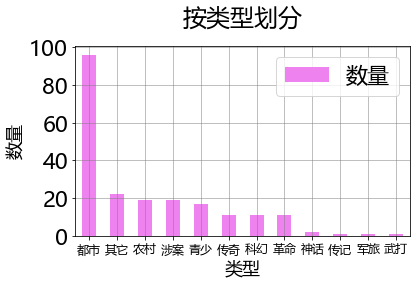 按类型划分
数量
100
80
60
40
20
0
数量
都市 其它 农村 涉案 青少 传奇 科幻 革命 神话 传记 军旅 武打
类型